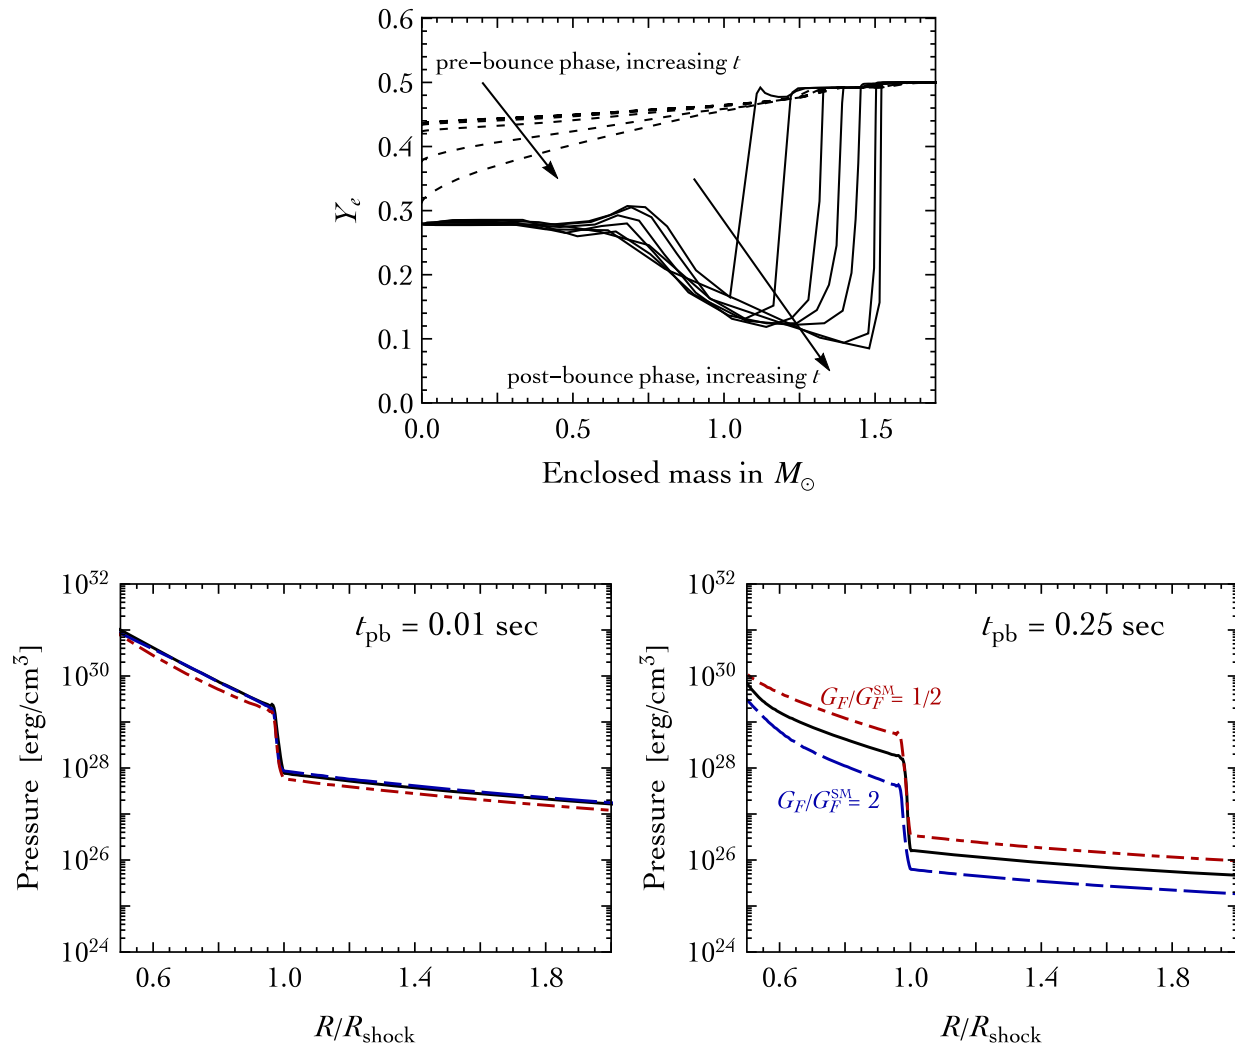 0.6
0.5
0.4
0.3
0.2
0.1
0.0
Y_e
pre−bounce phase, increasing t
post−bounce phase, increasing t
0.0 0.5 1.0 1.5
Enclosed mass in M_⊙
10^32
10^30
10^28
10^26
10^24
Pressure [erg/cm^3]
t_pb = 0.01 sec
0.6 1.0 1.4 1.8
R/R_shock
10^32
10^30
10^28
10^26
10^24
Pressure [erg/cm^3]
t_pb = 0.25 sec
G_F/G_F^SM = 1/2
G_F/G_F^SM = 2
0.6 1.0 1.4 1.8
R/R_shock